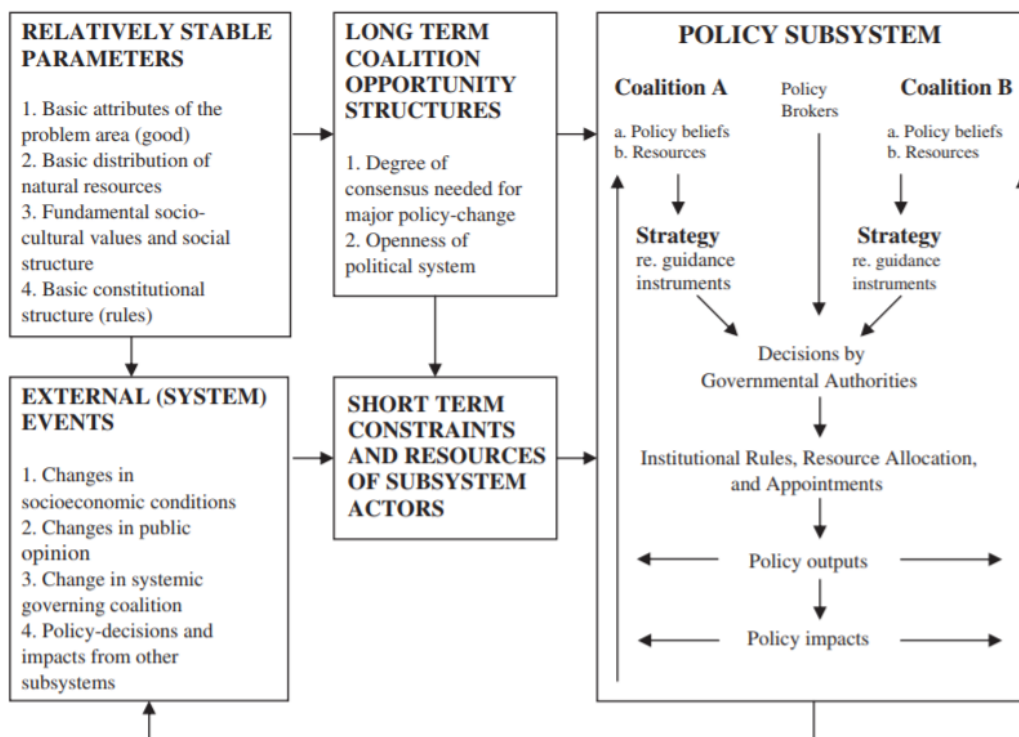 RELATIVELY STABLE
PARAMETERS
1. Basic attributes of the
problem area (good)
2. Basic distribution of
natural resources
3. Fundamental socio-
cultural values and social
structure
4. Basic constitutional
structure (rules)
LONG TERM
COALITION
OPPORTUNITY
STRUCTURES
1. Degree of
consensus needed for
major policy-change
2. Openness of
political system
EXTERNAL (SYSTEM)
EVENTS
1. Changes in
socioeconomic conditions
2. Changes in public
opinion
3. Change in systemic
governing coalition
4. Policy-decisions and
impacts from other
subsystems
SHORT TERM
CONSTRAINTS
AND RESOURCES
OF SUBSYSTEM
ACTORS
POLICY SUBSYSTEM
Coalition A
a. Policy beliefs
b. Resources
Strategy
re. guidance
instruments
Policy
Brokers
Coalition B
a. Policy beliefs
b. Resources
Strategy
re. guidance
instruments
Decisions by
Governmental Authorities
Institutional Rules, Resource Allocation,
and Appointments
Policy outputs
Policy impacts